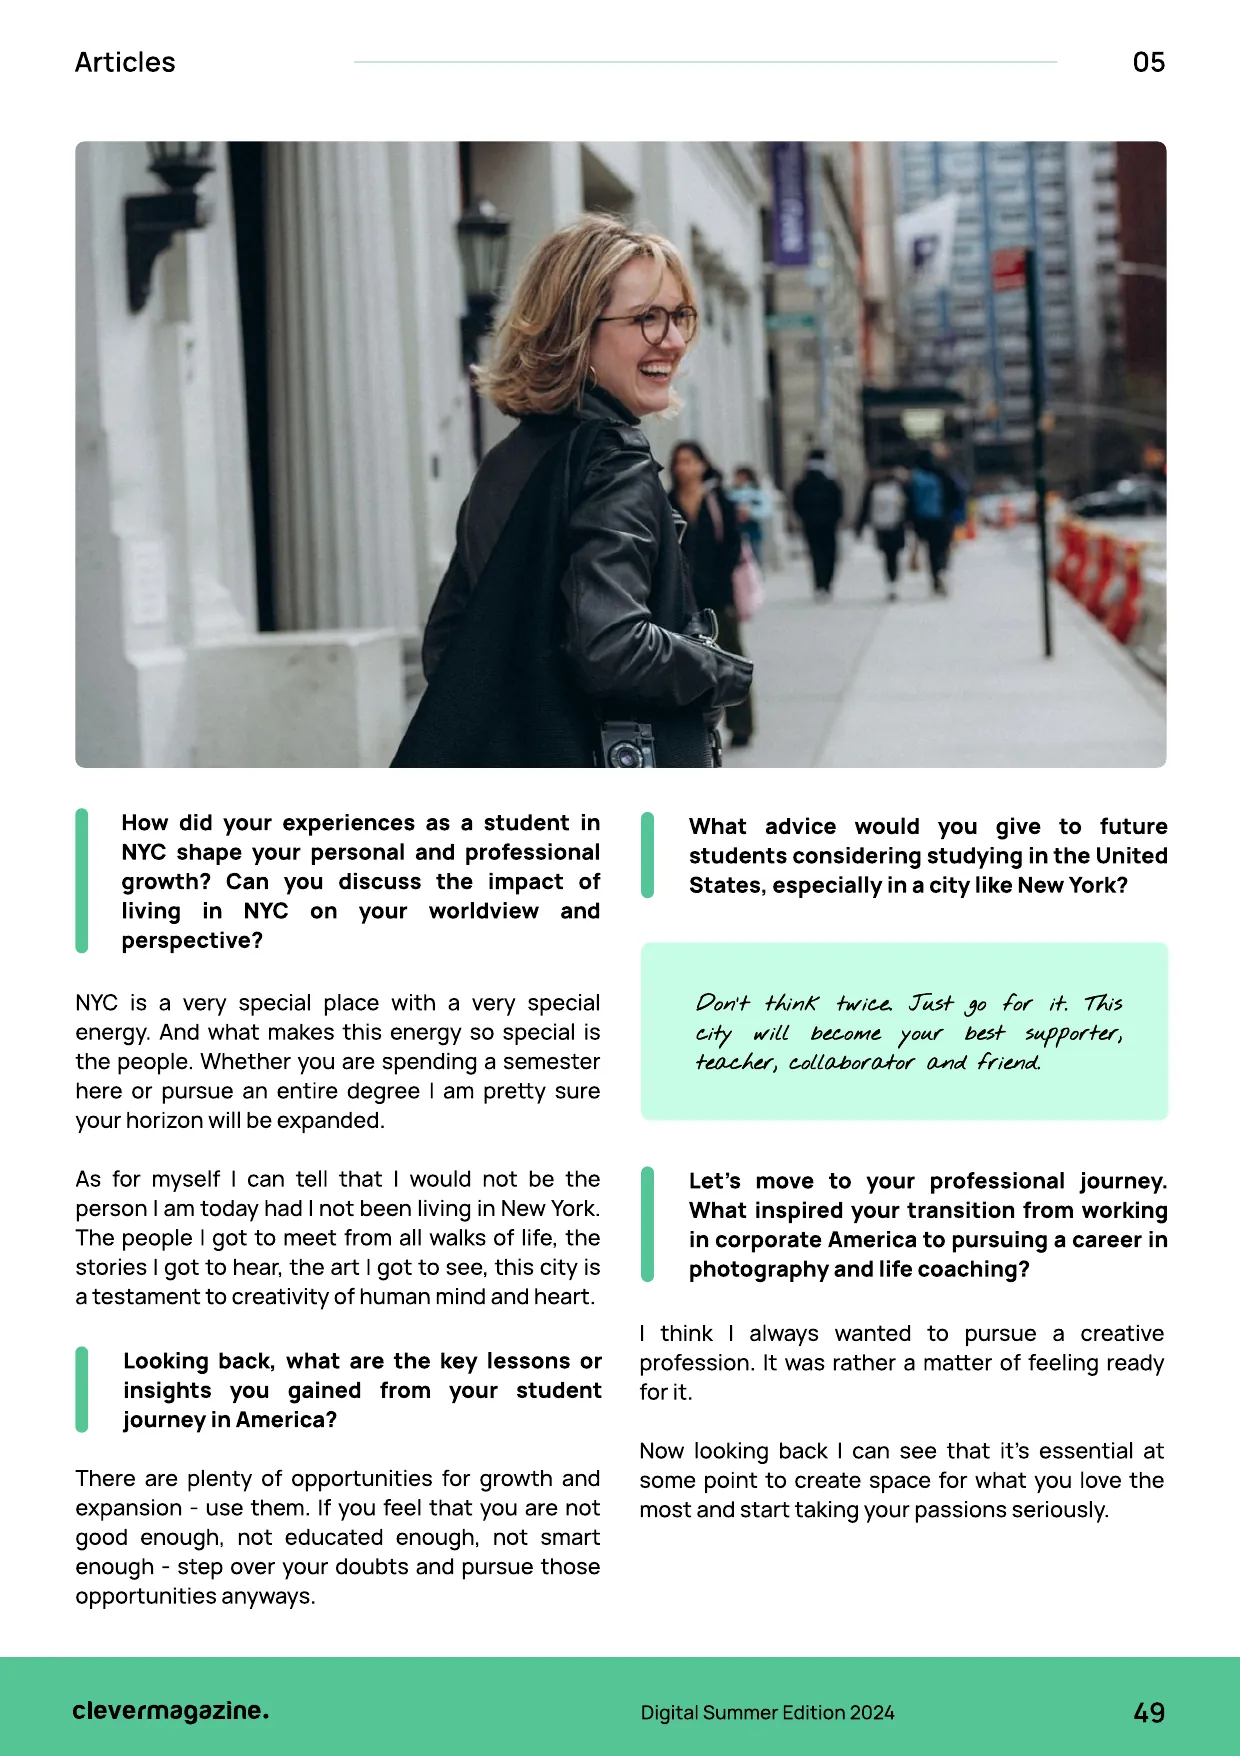 Articles
05
How did your experiences as a student in
NYC shape your personal and professional
growth? Can you discuss the impact of
living in NYC on your worldview and
perspective?
NYC is a very special place with a very special
energy. And what makes this energy so special is
the people. Whether you are spending a semester
here or pursue an entire degree I am pretty sure
your horizon will be expanded.
As for myself I can tell that I would not be the
person I am today had I not been living in New York.
The people I got to meet from all walks of life, the
stories I got to hear, the art I got to see, this city is
a testament to creativity of human mind and heart.
Looking back, what are the key lessons or
insights you gained from your student
journey in America?
There are plenty of opportunities for growth and
expansion - use them. If you feel that you are not
good enough, not educated enough, not smart
enough - step over your doubts and pursue those
opportunities anyways.
What advice would you give to future
students considering studying in the United
States, especially in a city like New York?
Don't think twice. Just go for it. This
city will become your best supporter,
teacher, collaborator and friend.
Let's move to your professional journey.
What inspired your transition from working
in corporate America to pursuing a career in
photography and life coaching?
I think I always wanted to pursue a creative
profession. It was rather a matter of feeling ready
for it.
Now looking back I can see that it's essential at
some point to create space for what you love the
most and start taking your passions seriously.
clevermagazine.
Digital Summer Edition 2024
49